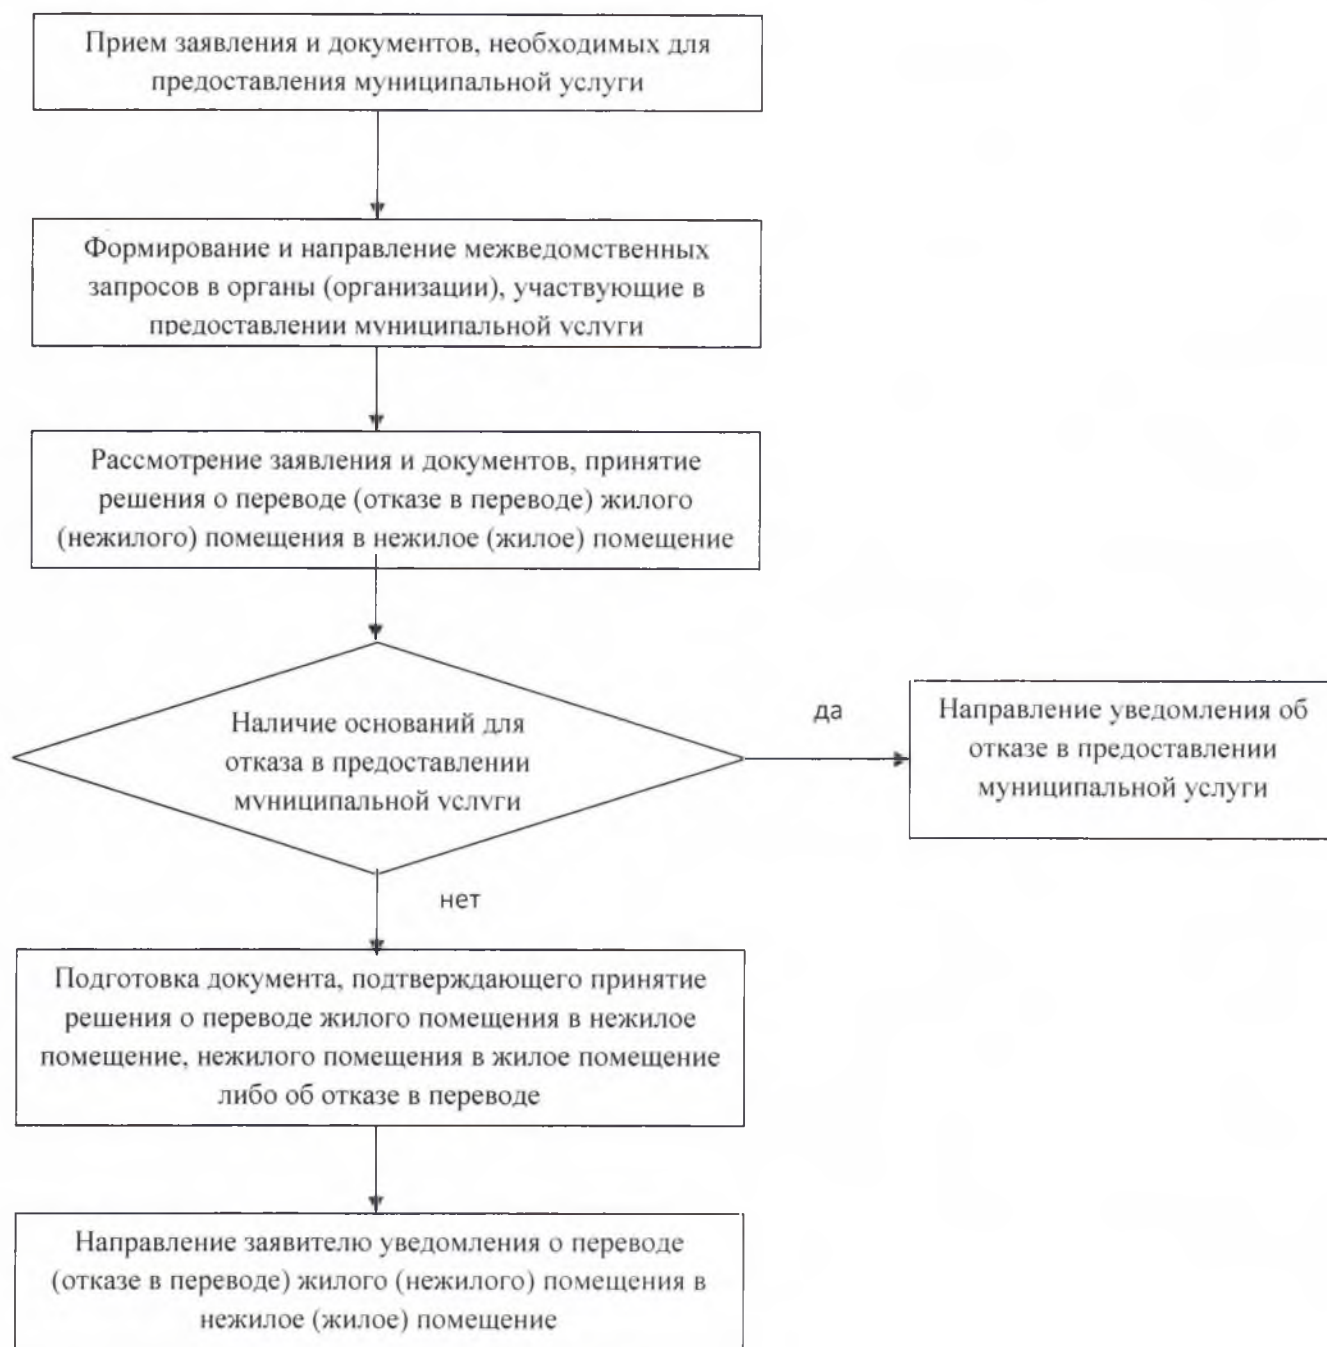 Прием заявления и документов, необходимых для
предоставления муниципальной услуги
Формирование и направление межведомственных
запросов в органы (организации), участвующие в
предоставлении муниципальной услуги
Рассмотрение заявления и документов, принятие
решения о переводе (отказе в переводе) жилого
(нежилого) помещения в нежилое (жилое) помещение
Наличие оснований для
отказа в предоставлении
муниципальной услуги
да
Направление уведомления об
отказе в предоставлении
муниципальной услуги
нет
Подготовка документа, подтверждающего принятие
решения о переводе жилого помещения в нежилое
помещение, нежилого помещения в жилое помещение
либо об отказе в переводе
Направление заявителю уведомления о переводе
(отказе в переводе) жилого (нежилого) помещения в
нежилое (жилое) помещение